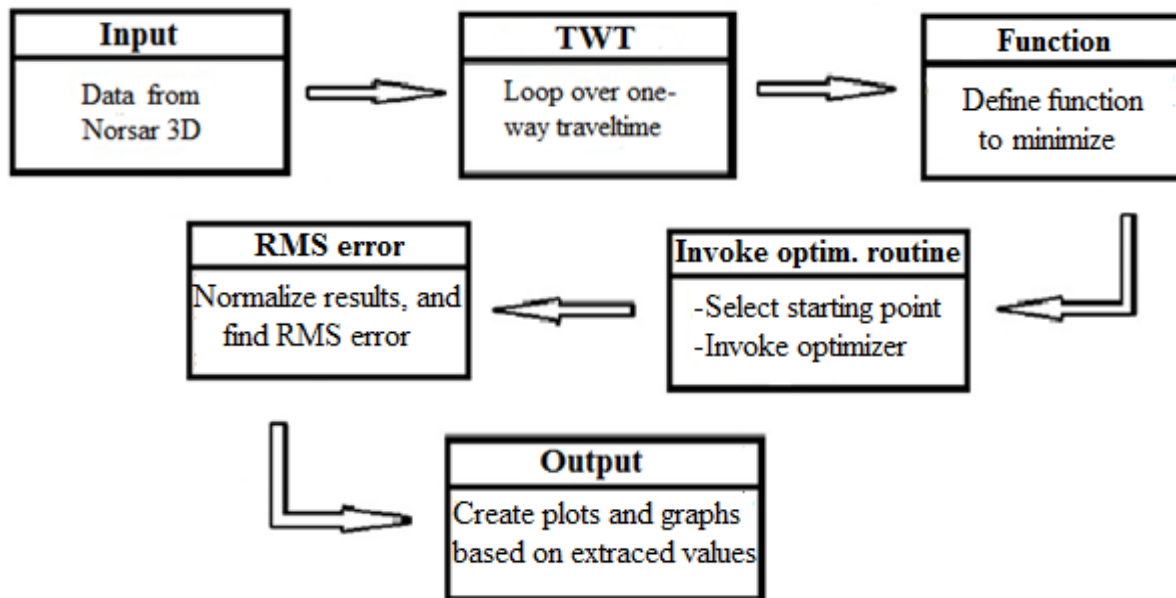 Input
Data from
Norsar 3D
TWT
Loop over one-
way traveltime
Function
Define function
to minimize
Invoke optim. routine
-Select starting point
-Invoke optimizer
RMS error
Normalize results, and
find RMS error
Output
Create plots and graphs
based on extraced values